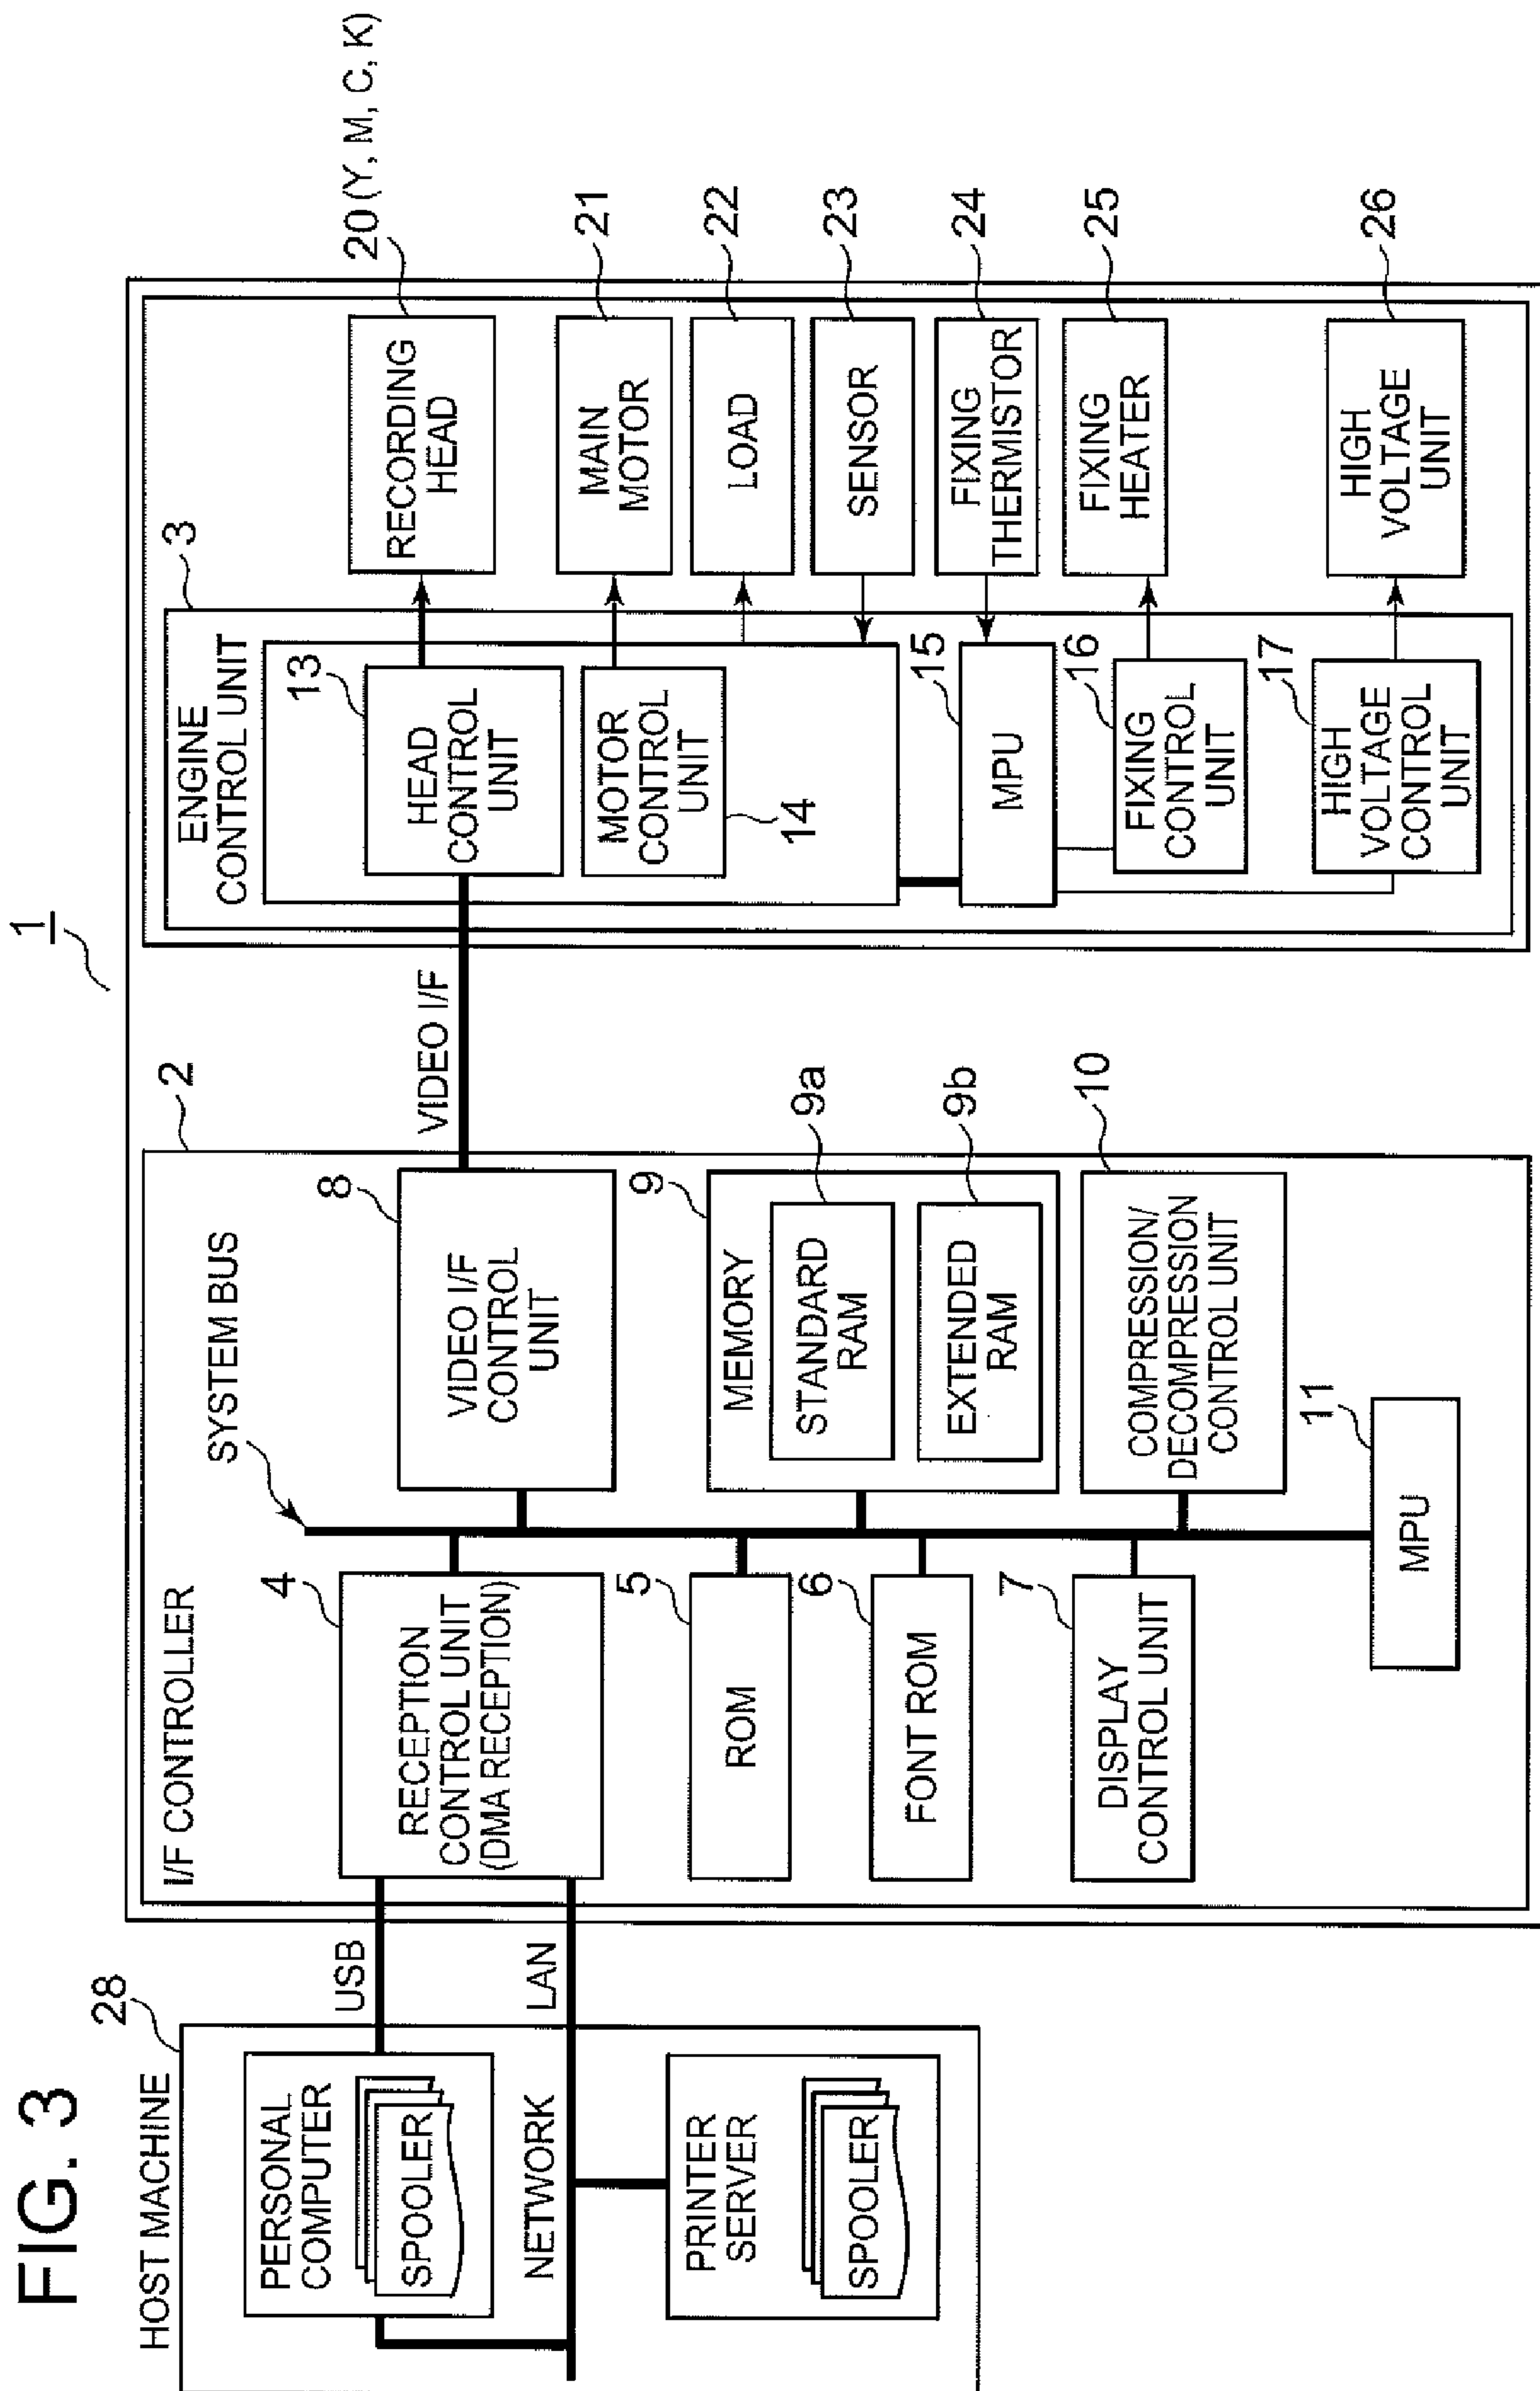 FIG. 3
1
HOST MACHINE
28
PERSONAL
COMPUTER
SPOOLER
NETWORK
PRINTER
SERVER
SPOOLER
USB
LAN
I/F CONTROLLER
2
SYSTEM BUS
4
RECEPTION
CONTROL UNIT
(DMA RECEPTION)
5
ROM
6
FONT ROM
7
DISPLAY
CONTROL UNIT
8
VIDEO I/F
CONTROL
UNIT
9
MEMORY
9a
STANDARD
RAM
9b
EXTENDED
RAM
10
COMPRESSION/
DECOMPRESSION
CONTROL UNIT
11
MPU
VIDEO I/F
ENGINE
CONTROL UNIT
3
13
HEAD
CONTROL
UNIT
MOTOR
CONTROL
UNIT
14
15
MPU
16
FIXING
CONTROL
UNIT
17
HIGH
VOLTAGE
CONTROL
UNIT
RECORDING
HEAD
20 (Y, M, C, K)
MAIN
MOTOR
21
LOAD
22
SENSOR
23
FIXING
THERMISTOR
24
FIXING
HEATER
25
HIGH
VOLTAGE
UNIT
26